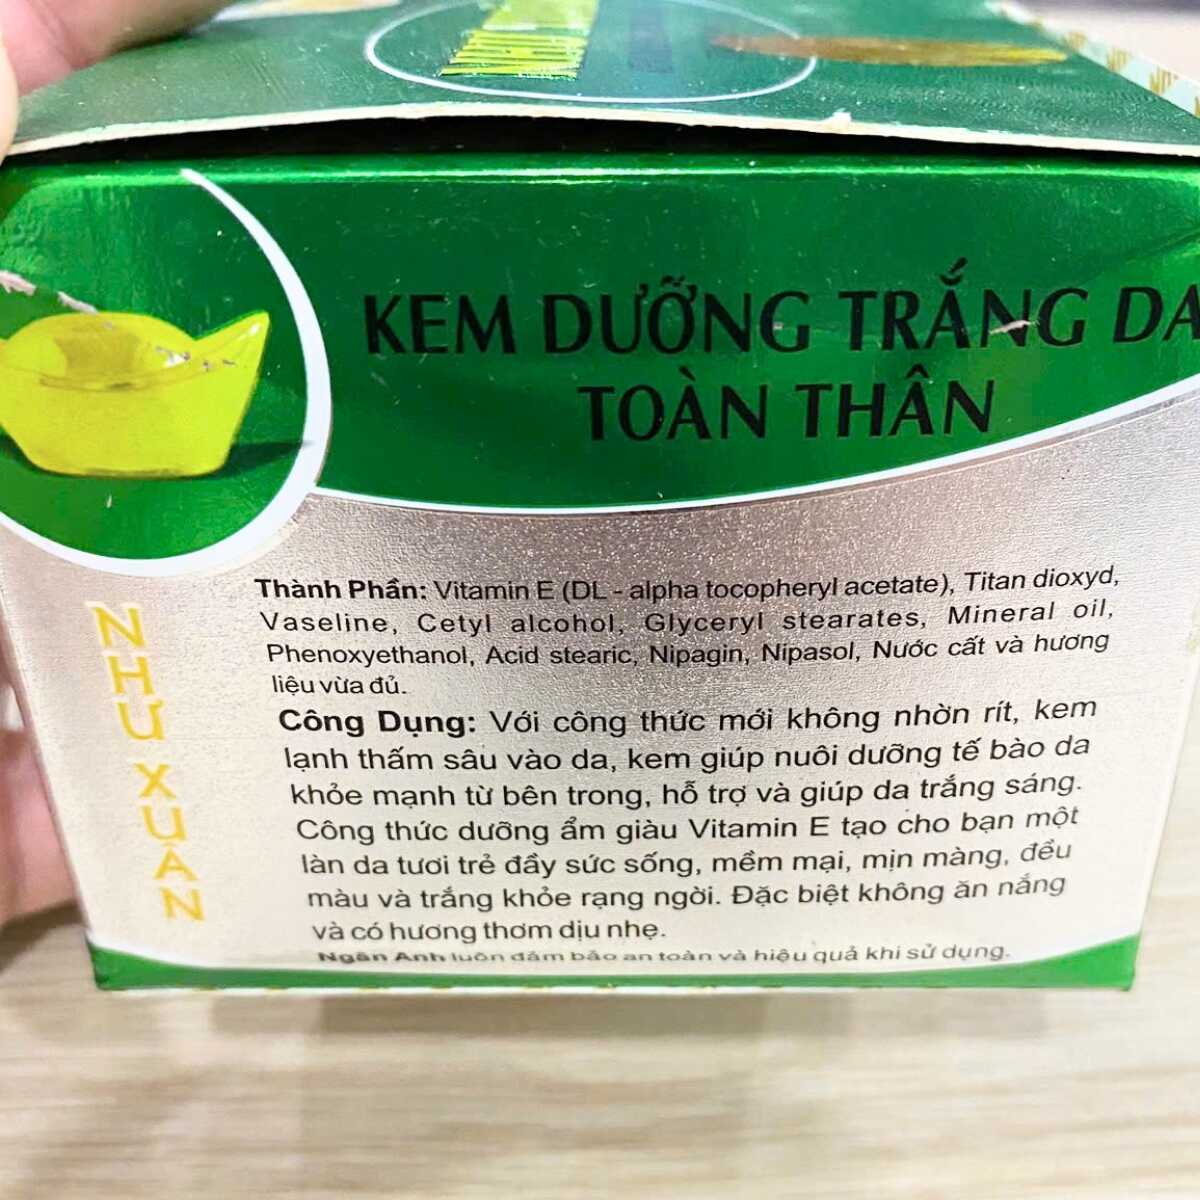 KEM DƯỠNG TRẮNG DA
TOÀN THÂN
NHƯ XUÂN
Thành Phần: Vitamin E (DL - alpha tocopheryl acetate), Titan dioxyd,
Vaseline, Cetyl alcohol, Glyceryl stearates, Mineral oil,
Phenoxyethanol, Acid stearic, Nipagin, Nipasol, Nước cất và hương
liệu vừa đủ.
Công Dụng: Với công thức mới không nhờn rít, kem
lạnh thấm sâu vào da, kem giúp nuôi dưỡng tế bào da
khỏe mạnh từ bên trong, hỗ trợ và giúp da trắng sáng.
Công thức dưỡng ẩm giàu Vitamin E tạo cho bạn một
làn da tươi trẻ đầy sức sống, mềm mại, mịn màng, đều
màu và trắng khỏe rạng ngời. Đặc biệt không ăn nắng
và có hương thơm dịu nhẹ.
Ngân Anh luôn đảm bảo an toàn và hiệu quả khi sử dụng.